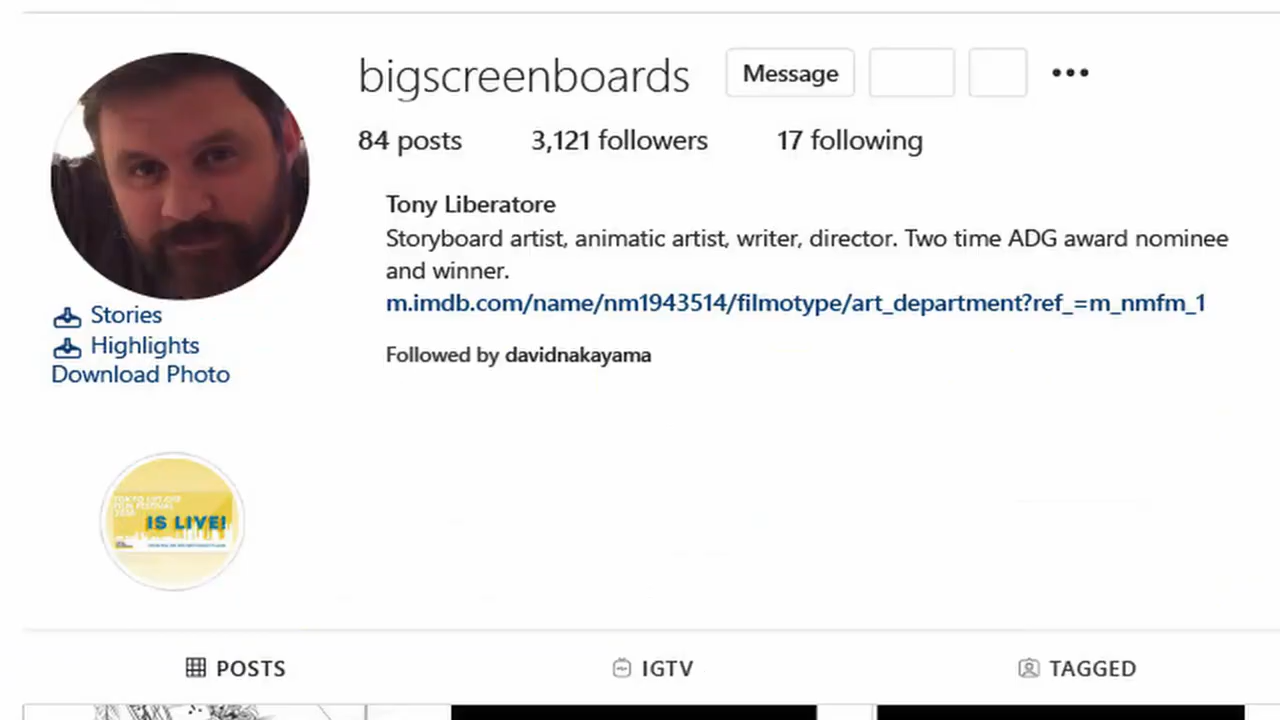 bigscreenboards Message
84 posts 3,121 followers 17 following
Tony Liberatore
Storyboard artist, animatic artist, writer, director. Two time ADG award nominee
and winner.
m.imdb.com/name/nm1943514/filmotype/art_department?ref_=m_nmfm_1
Followed by davidnakayama
Stories
Highlights
Download Photo
IS LIVE!
POSTS IGTV TAGGED